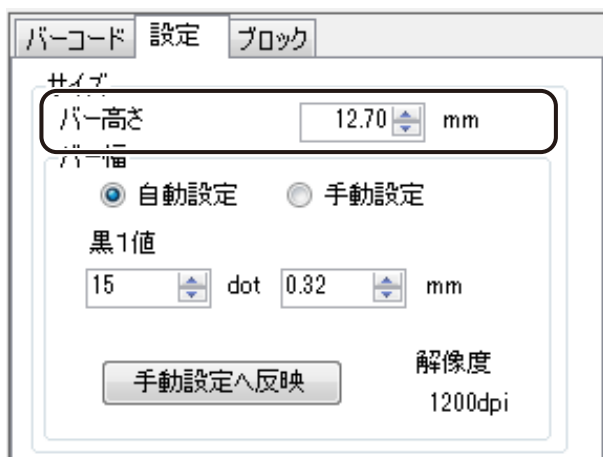 バーコード 設定 ブロック
サイズ
バー高さ 12.70 mm
バー幅
自動設定 手動設定
黒1値
15 dot 0.32 mm
手動設定へ反映 解像度
1200dpi